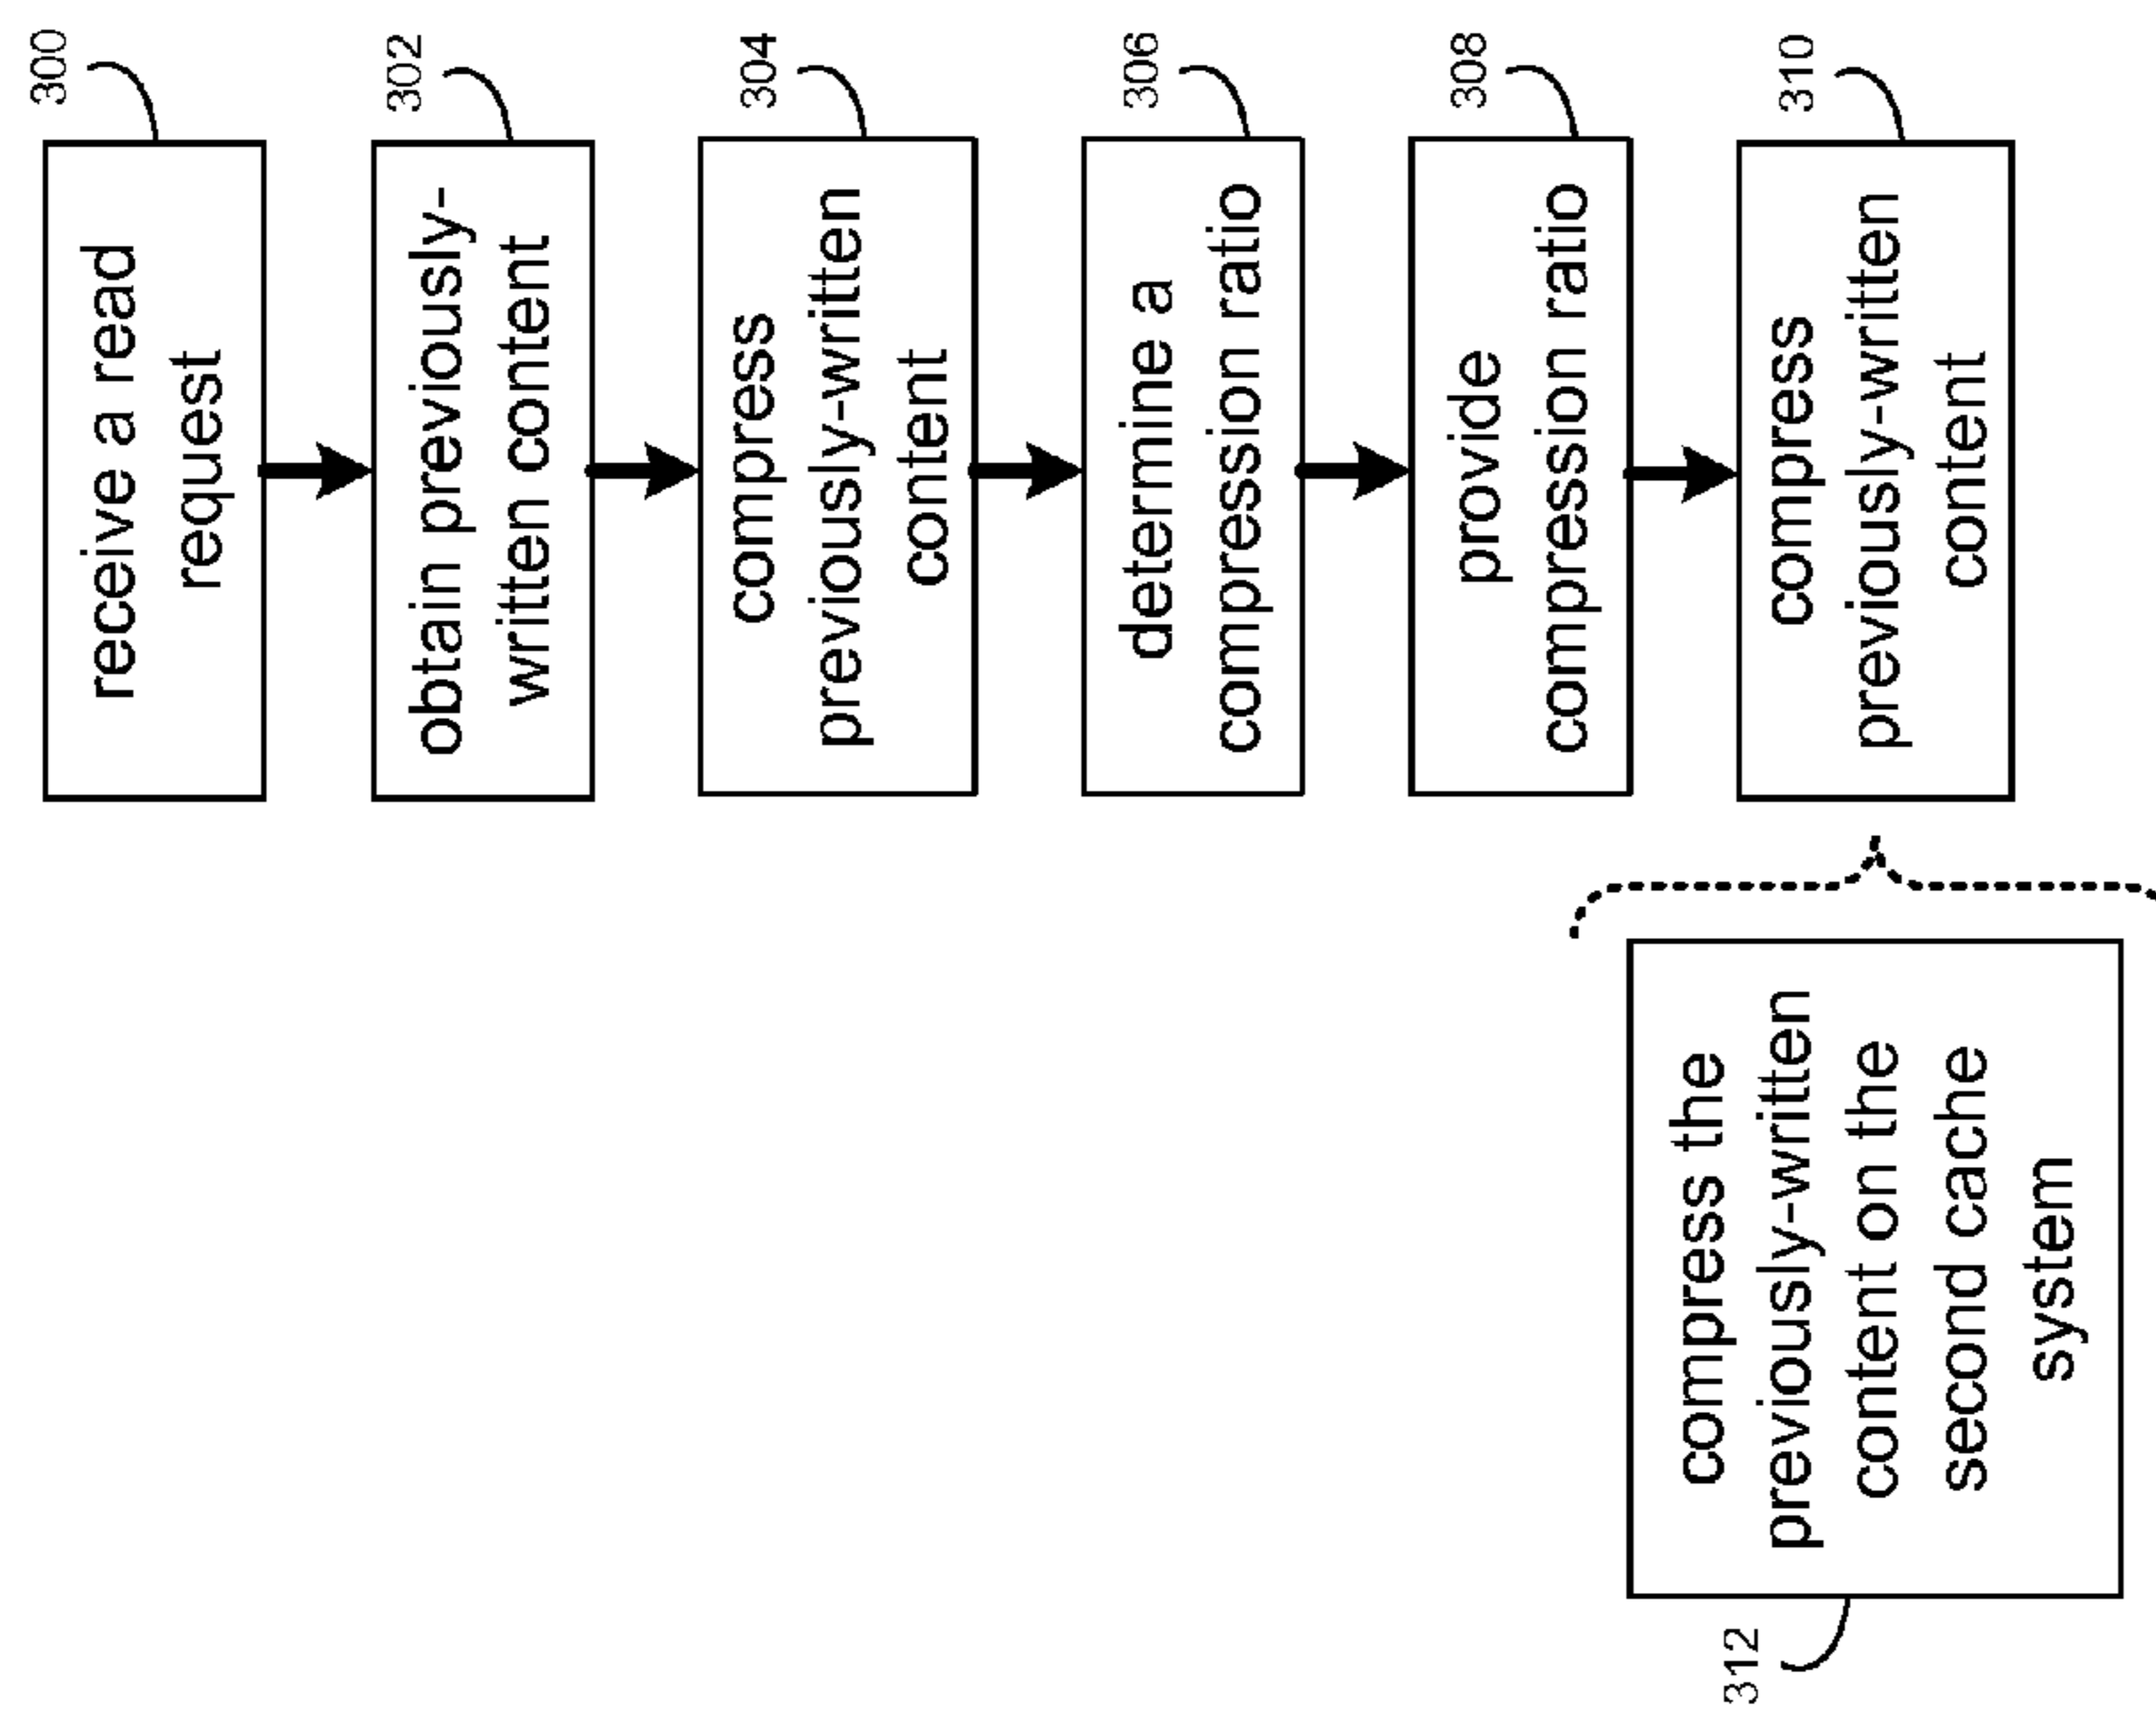 300
receive a read
request
302
obtain previously-
written content
304
compress
previously-written
content
306
determine a
compression ratio
308
provide
compression ratio
310
compress
previously-written
content
312
compress the
previously-written
content on the
second cache
system